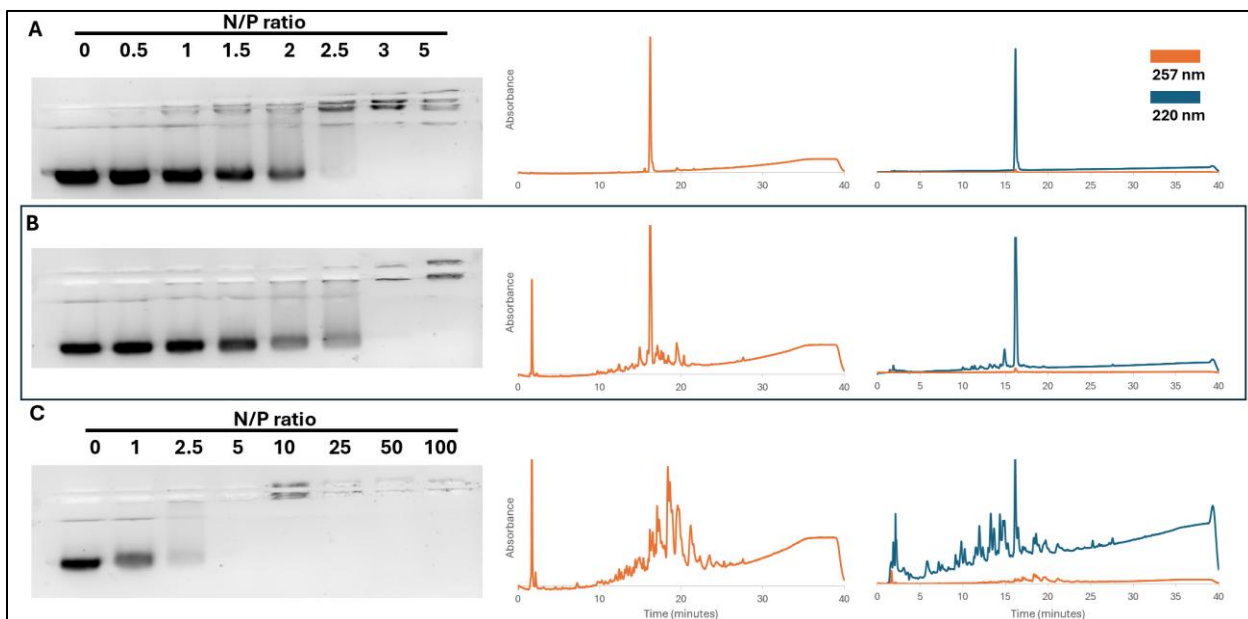 A
N/P ratio
0 0.5 1 1.5 2 2.5 3 5
Absorbance
0 10 20 30 40
0 5 10 15 20 25 30 35 40
257 nm
220 nm
B
Absorbance
0 10 20 30 40
0 5 10 15 20 25 30 35 40
C
N/P ratio
0 1 2.5 5 10 25 50 100
Absorbance
0 10 20 30 40
Time (minutes)
0 5 10 15 20 25 30 35 40
Time (minutes)